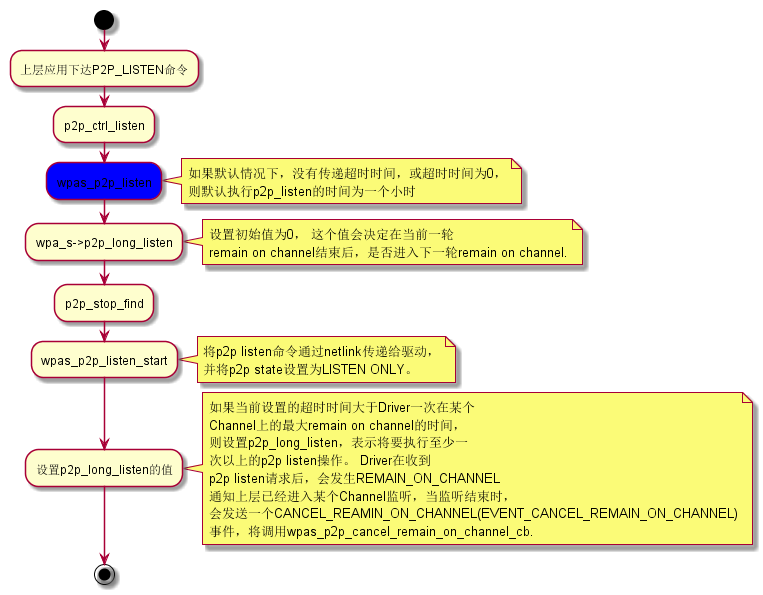 上层应用下达P2P_LISTEN命令
p2p_ctrl_listen
wpas_p2p_listen
如果默认情况下，没有传递超时时间，或超时时间为0，
则默认执行p2p_listen的时间为一个小时
wpa_s->p2p_long_listen
设置初始值为0， 这个值会决定在当前一轮
remain on channel结束后，是否进入下一轮remain on channel.
p2p_stop_find
wpas_p2p_listen_start
将p2p listen命令通过netlink传递给驱动，
并将p2p state设置为LISTEN ONLY。
设置p2p_long_listen的值
如果当前设置的超时时间大于Driver一次在某个
Channel上的最大remain on channel的时间，
则设置p2p_long_listen，表示将要执行至少一
次以上的p2p listen操作。 Driver在收到
p2p listen请求后，会发生REMAIN_ON_CHANNEL
通知上层已经进入某个Channel监听，当监听结束时，
会发送一个CANCEL_REAMIN_ON_CHANNEL(EVENT_CANCEL_REMAIN_ON_CHANNEL)
事件，将调用wpas_p2p_cancel_remain_on_channel_cb.